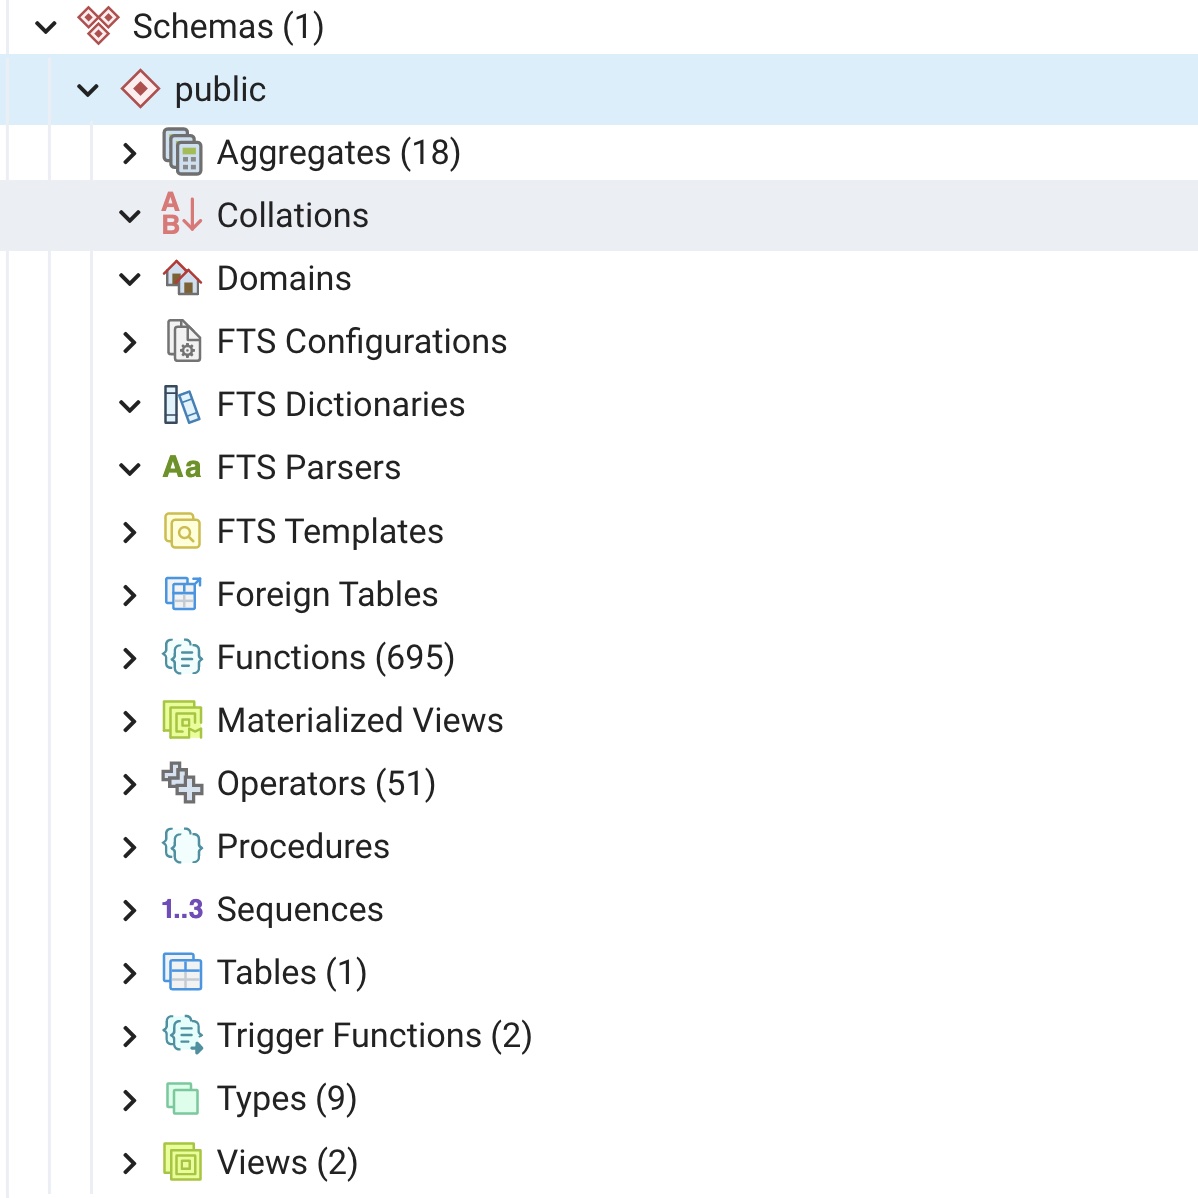 Schemas (1)
public
Aggregates (18)
AB Collations
Domains
FTS Configurations
FTS Dictionaries
Aa FTS Parsers
FTS Templates
Foreign Tables
Functions (695)
Materialized Views
Operators (51)
Procedures
1..3 Sequences
Tables (1)
Trigger Functions (2)
Types (9)
Views (2)